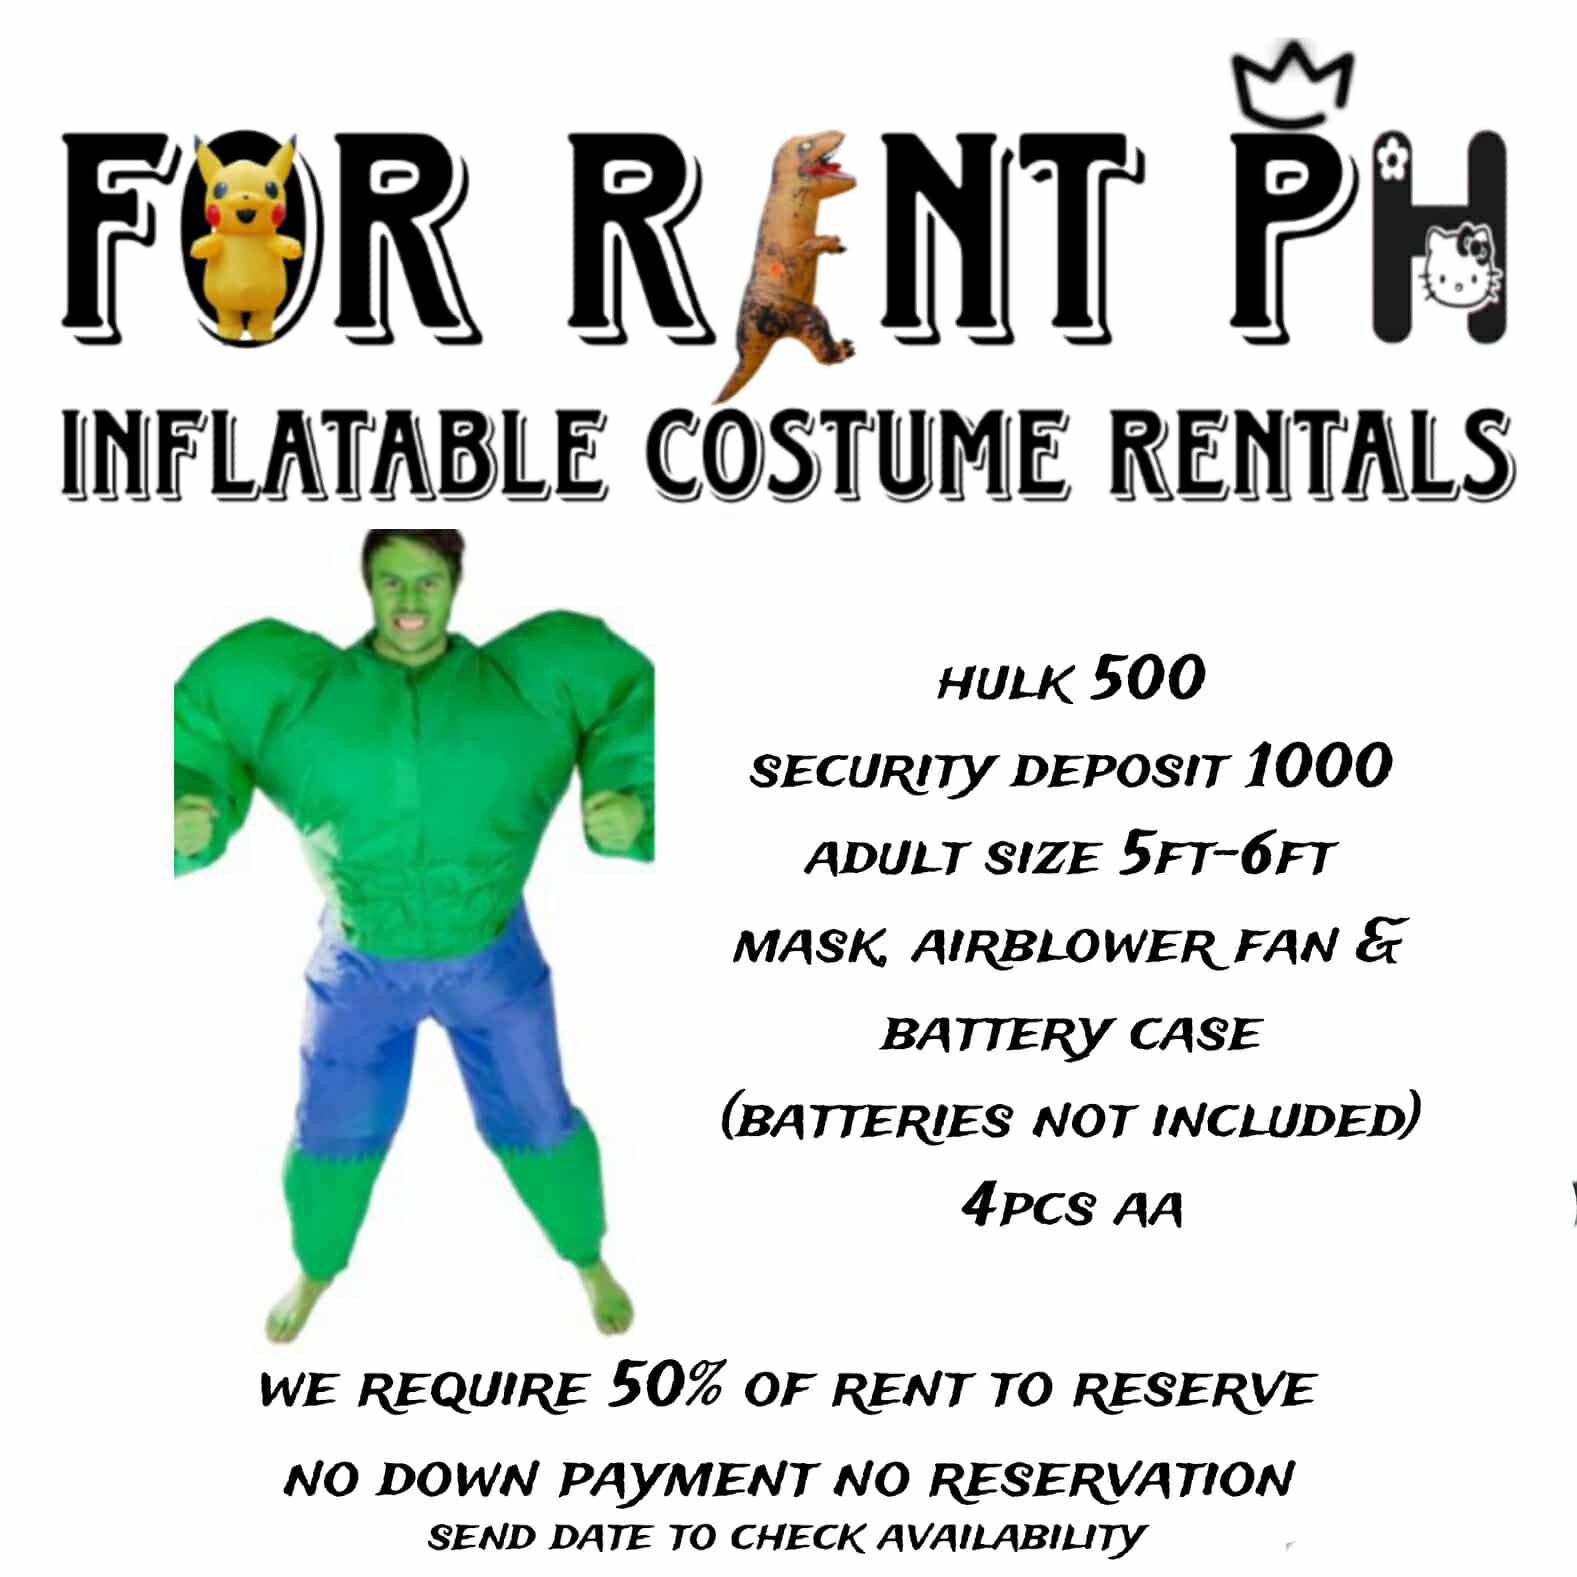 FOR RENT PH
INFLATABLE COSTUME RENTALS
HULK 500
SECURITY DEPOSIT 1000
ADULT SIZE 5FT-6FT
MASK, AIRBLOWER FAN &
BATTERY CASE
(BATTERIES NOT INCLUDED)
4PCS AA
WE REQUIRE 50% OF RENT TO RESERVE
NO DOWN PAYMENT NO RESERVATION
SEND DATE TO CHECK AVAILABILITY